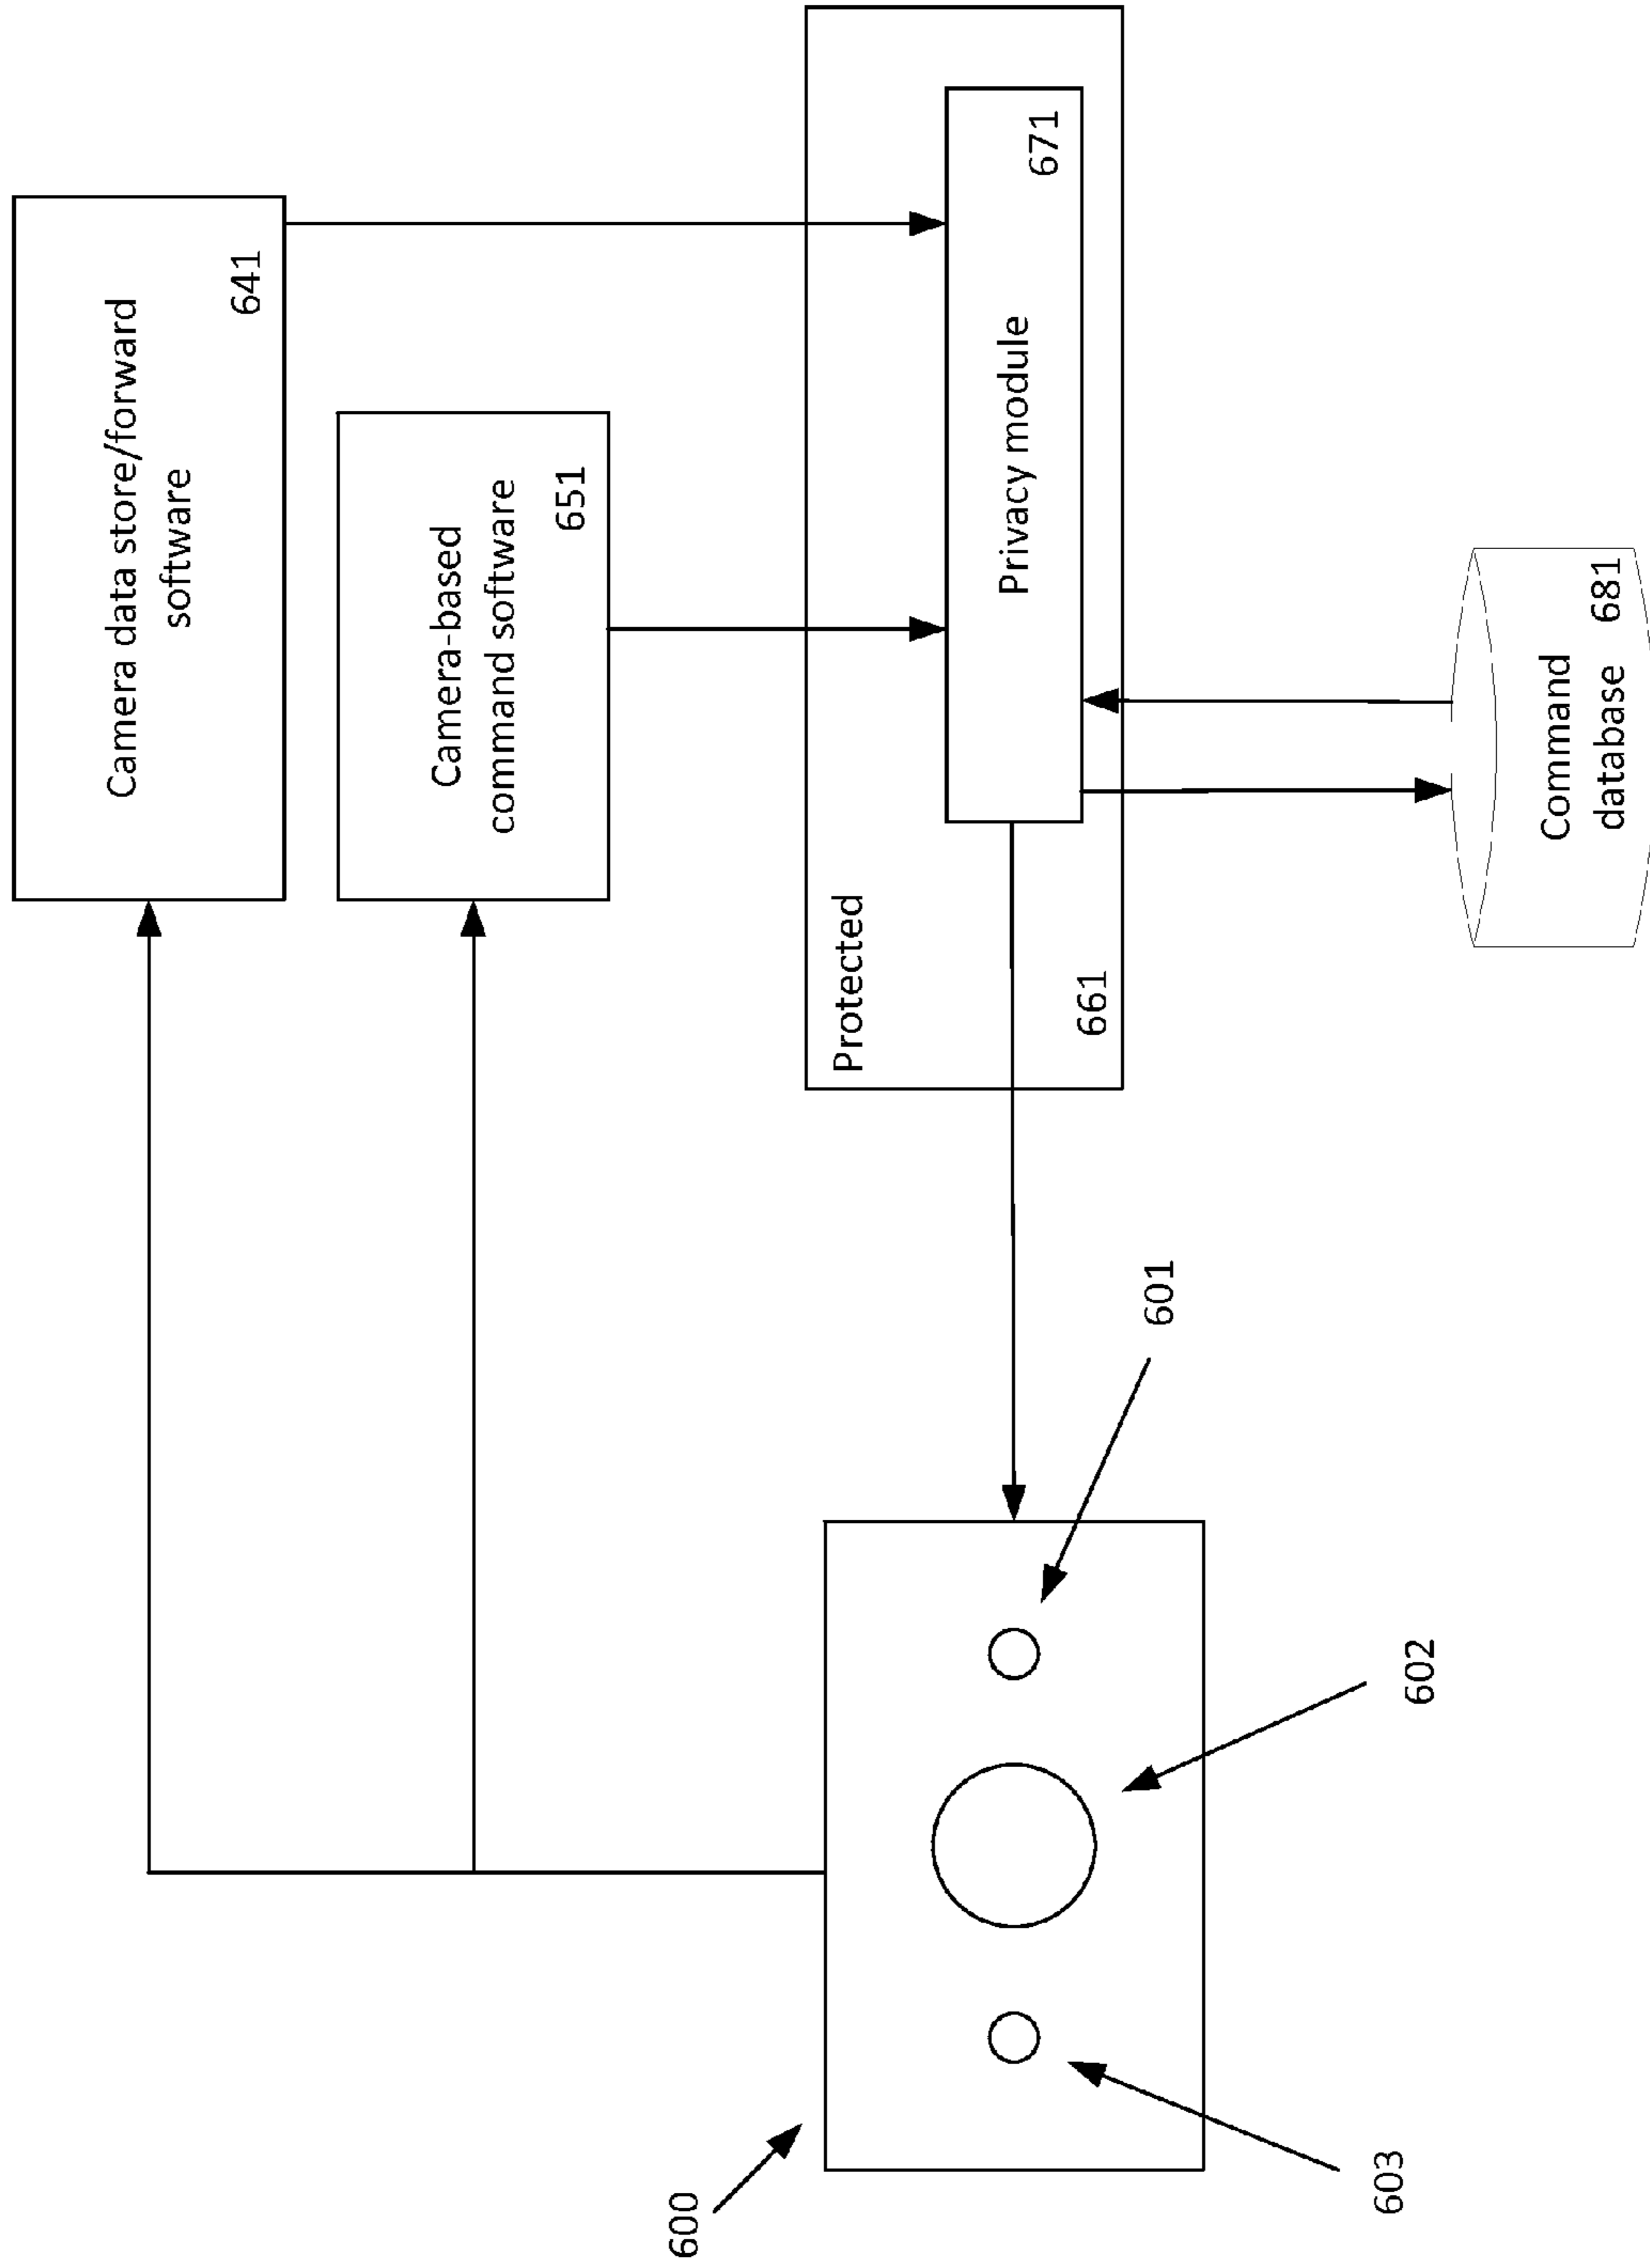 Camera data store/forward
software
641
Camera-based
command software
651
600
Protected
Privacy module
671
661
601
602
603
Command
database 681